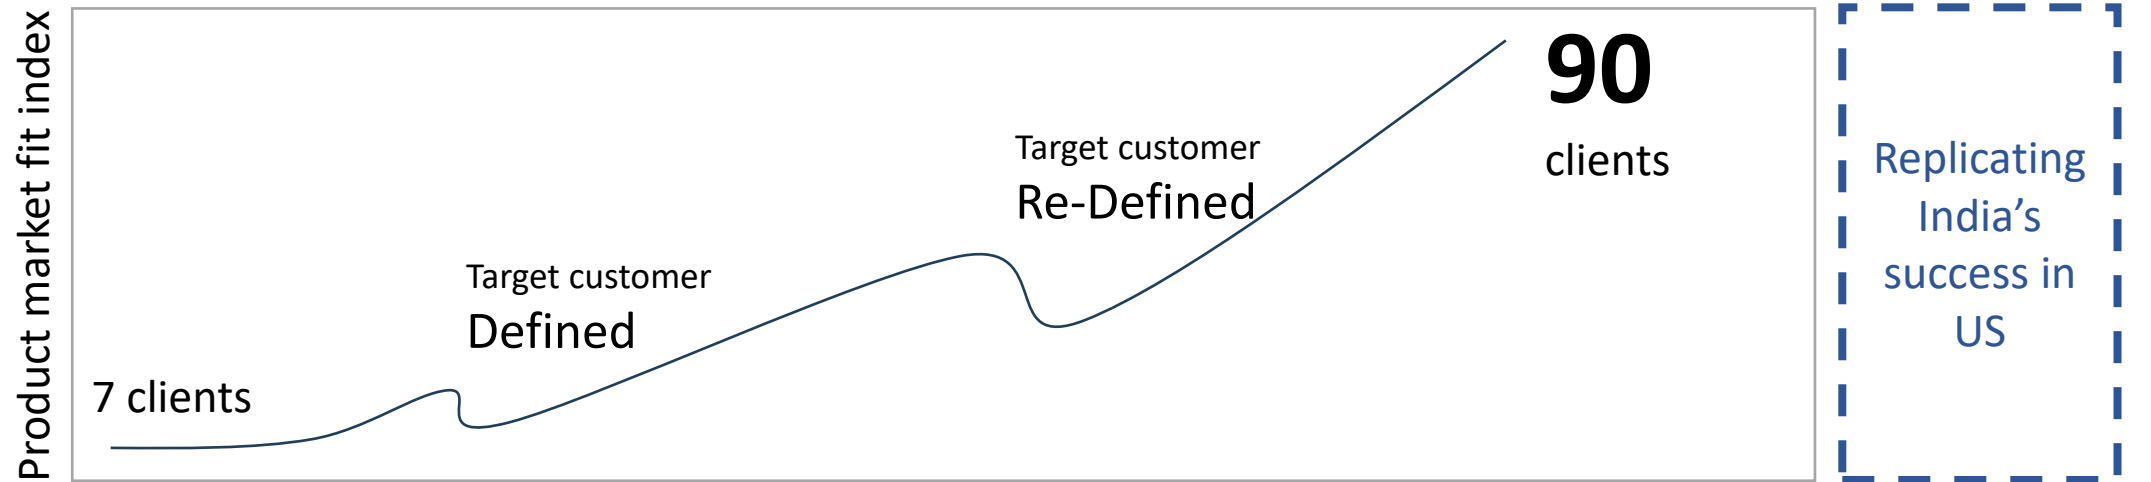 Product market fit index
7 clients
Target customer
Defined
Target customer
Re-Defined
90
clients
Replicating
India’s
success in
US